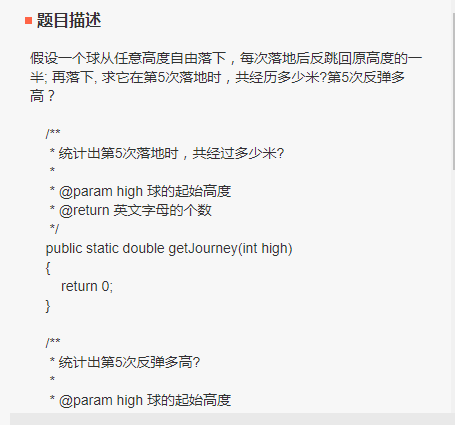 题目描述
假设一个球从任意高度自由落下，每次落地后反跳回原高度的一
半; 再落下, 求它在第5次落地时，共经历多少米?第5次反弹多
高？
/**
* 统计出第5次落地时，共经过多少米?
*
* @param high 球的起始高度
* @return 英文字母的个数
*/
public static double getJourney(int high)
{
return 0;
}
/**
* 统计出第5次反弹多高?
*
* @param high 球的起始高度